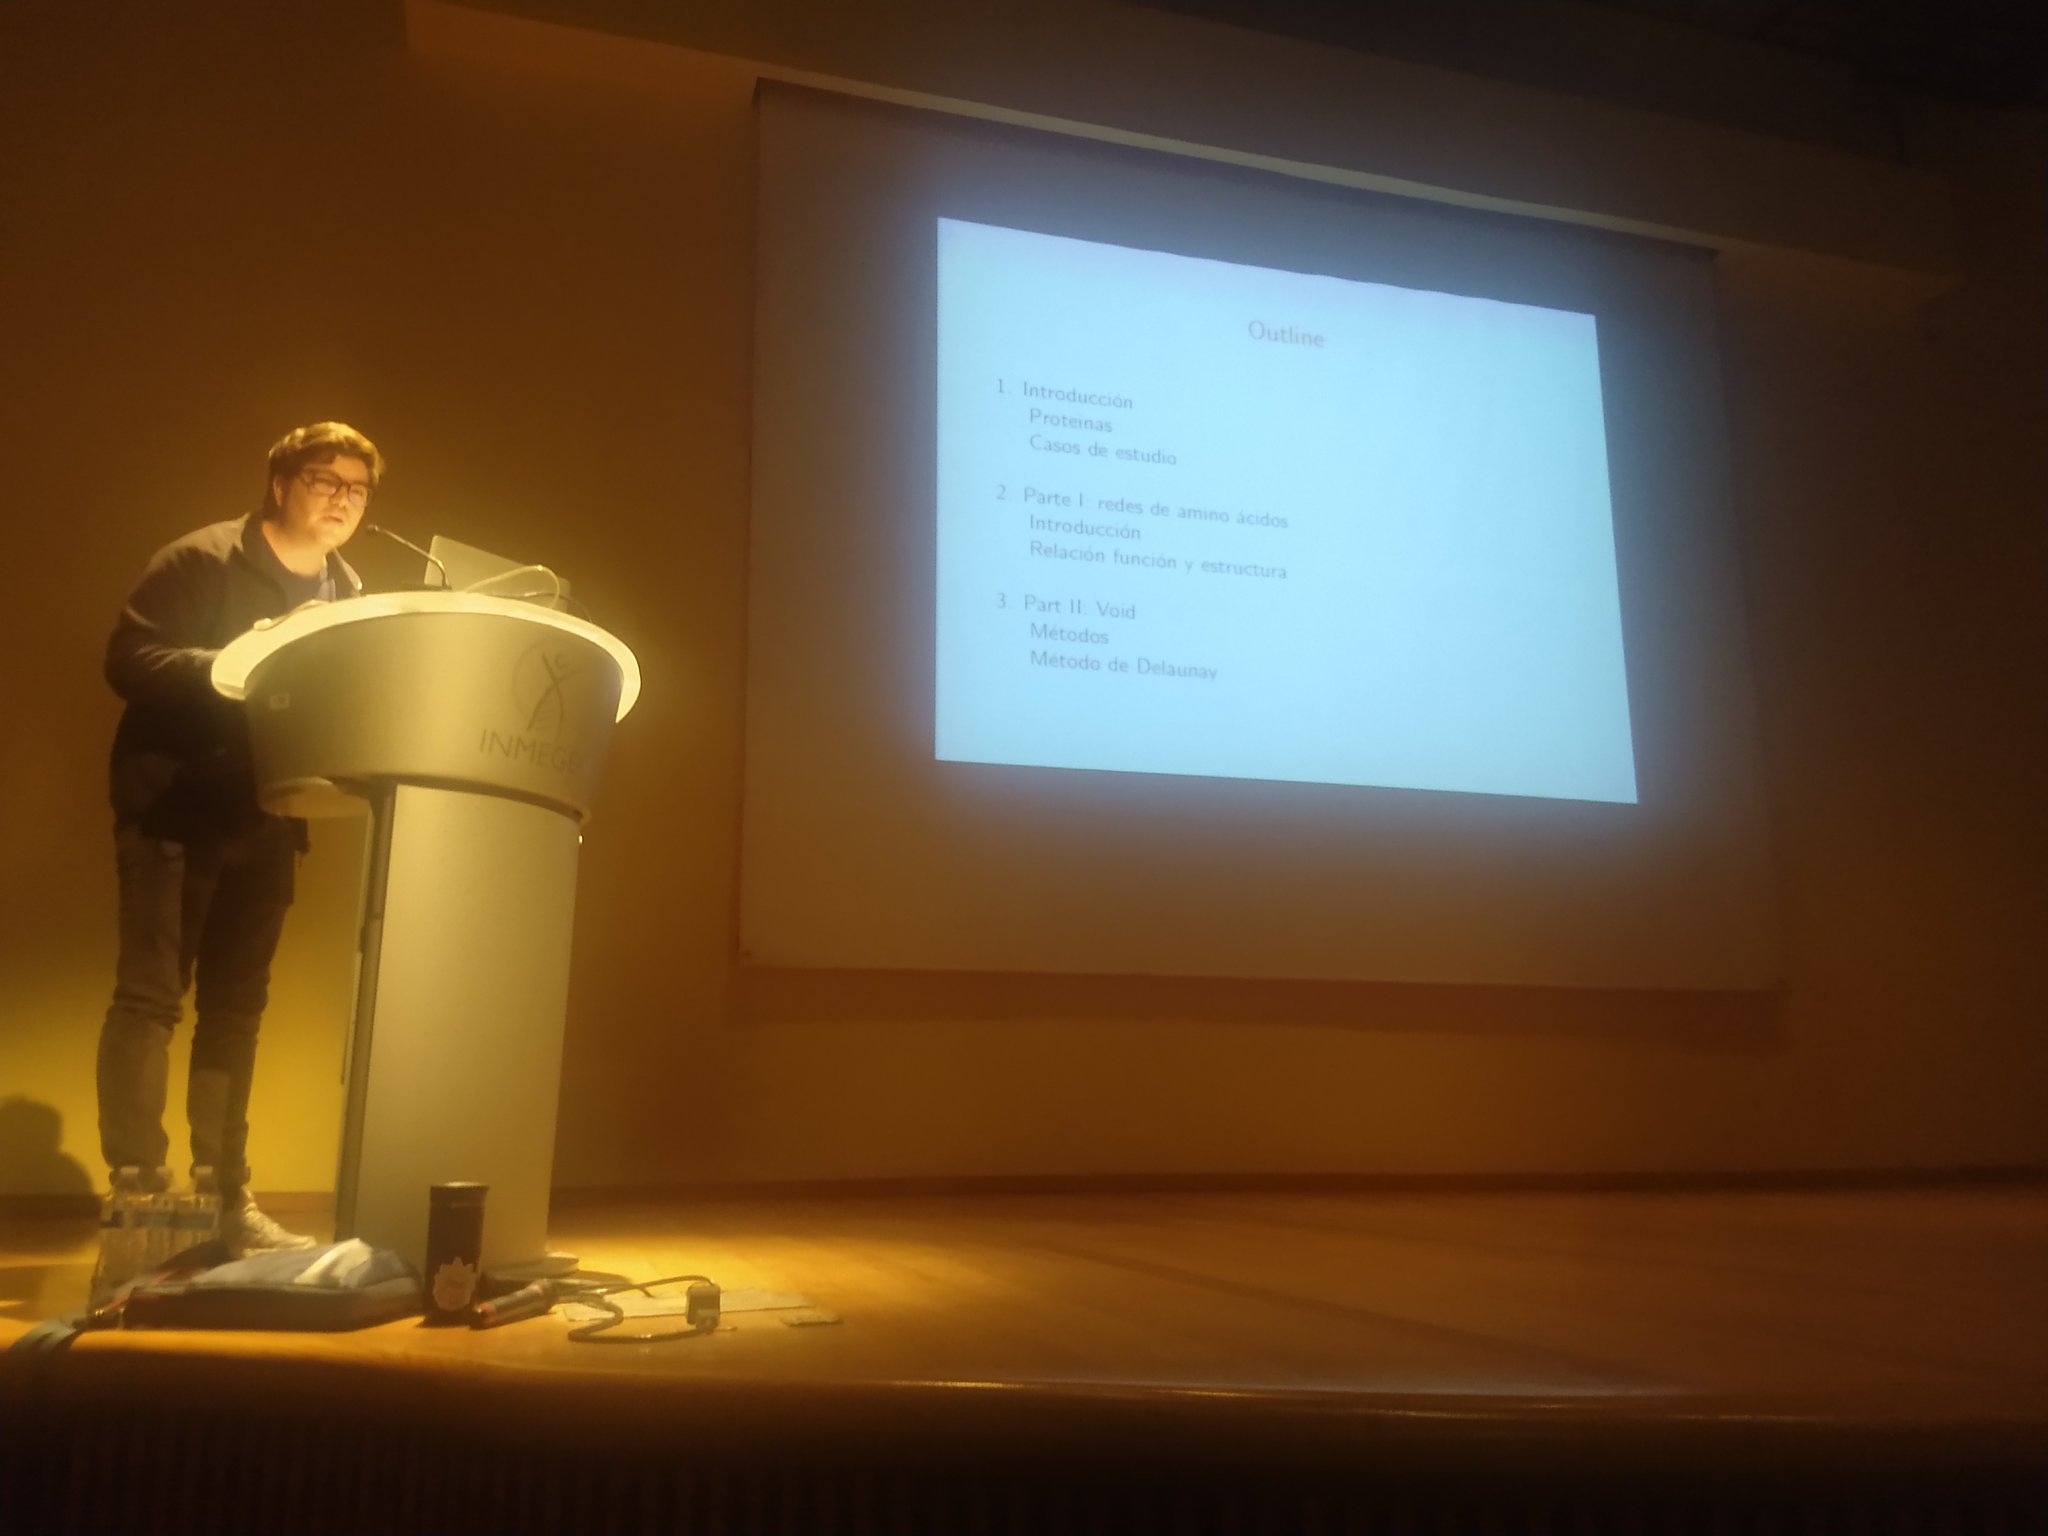 Outline
1. Introducción
Proteinas
Casos de estudio
2. Parte I: redes de amino ácidos
Introducción
Relación función y estructura
3. Part II: Void
Métodos
Método de Delaunay
INMEGE